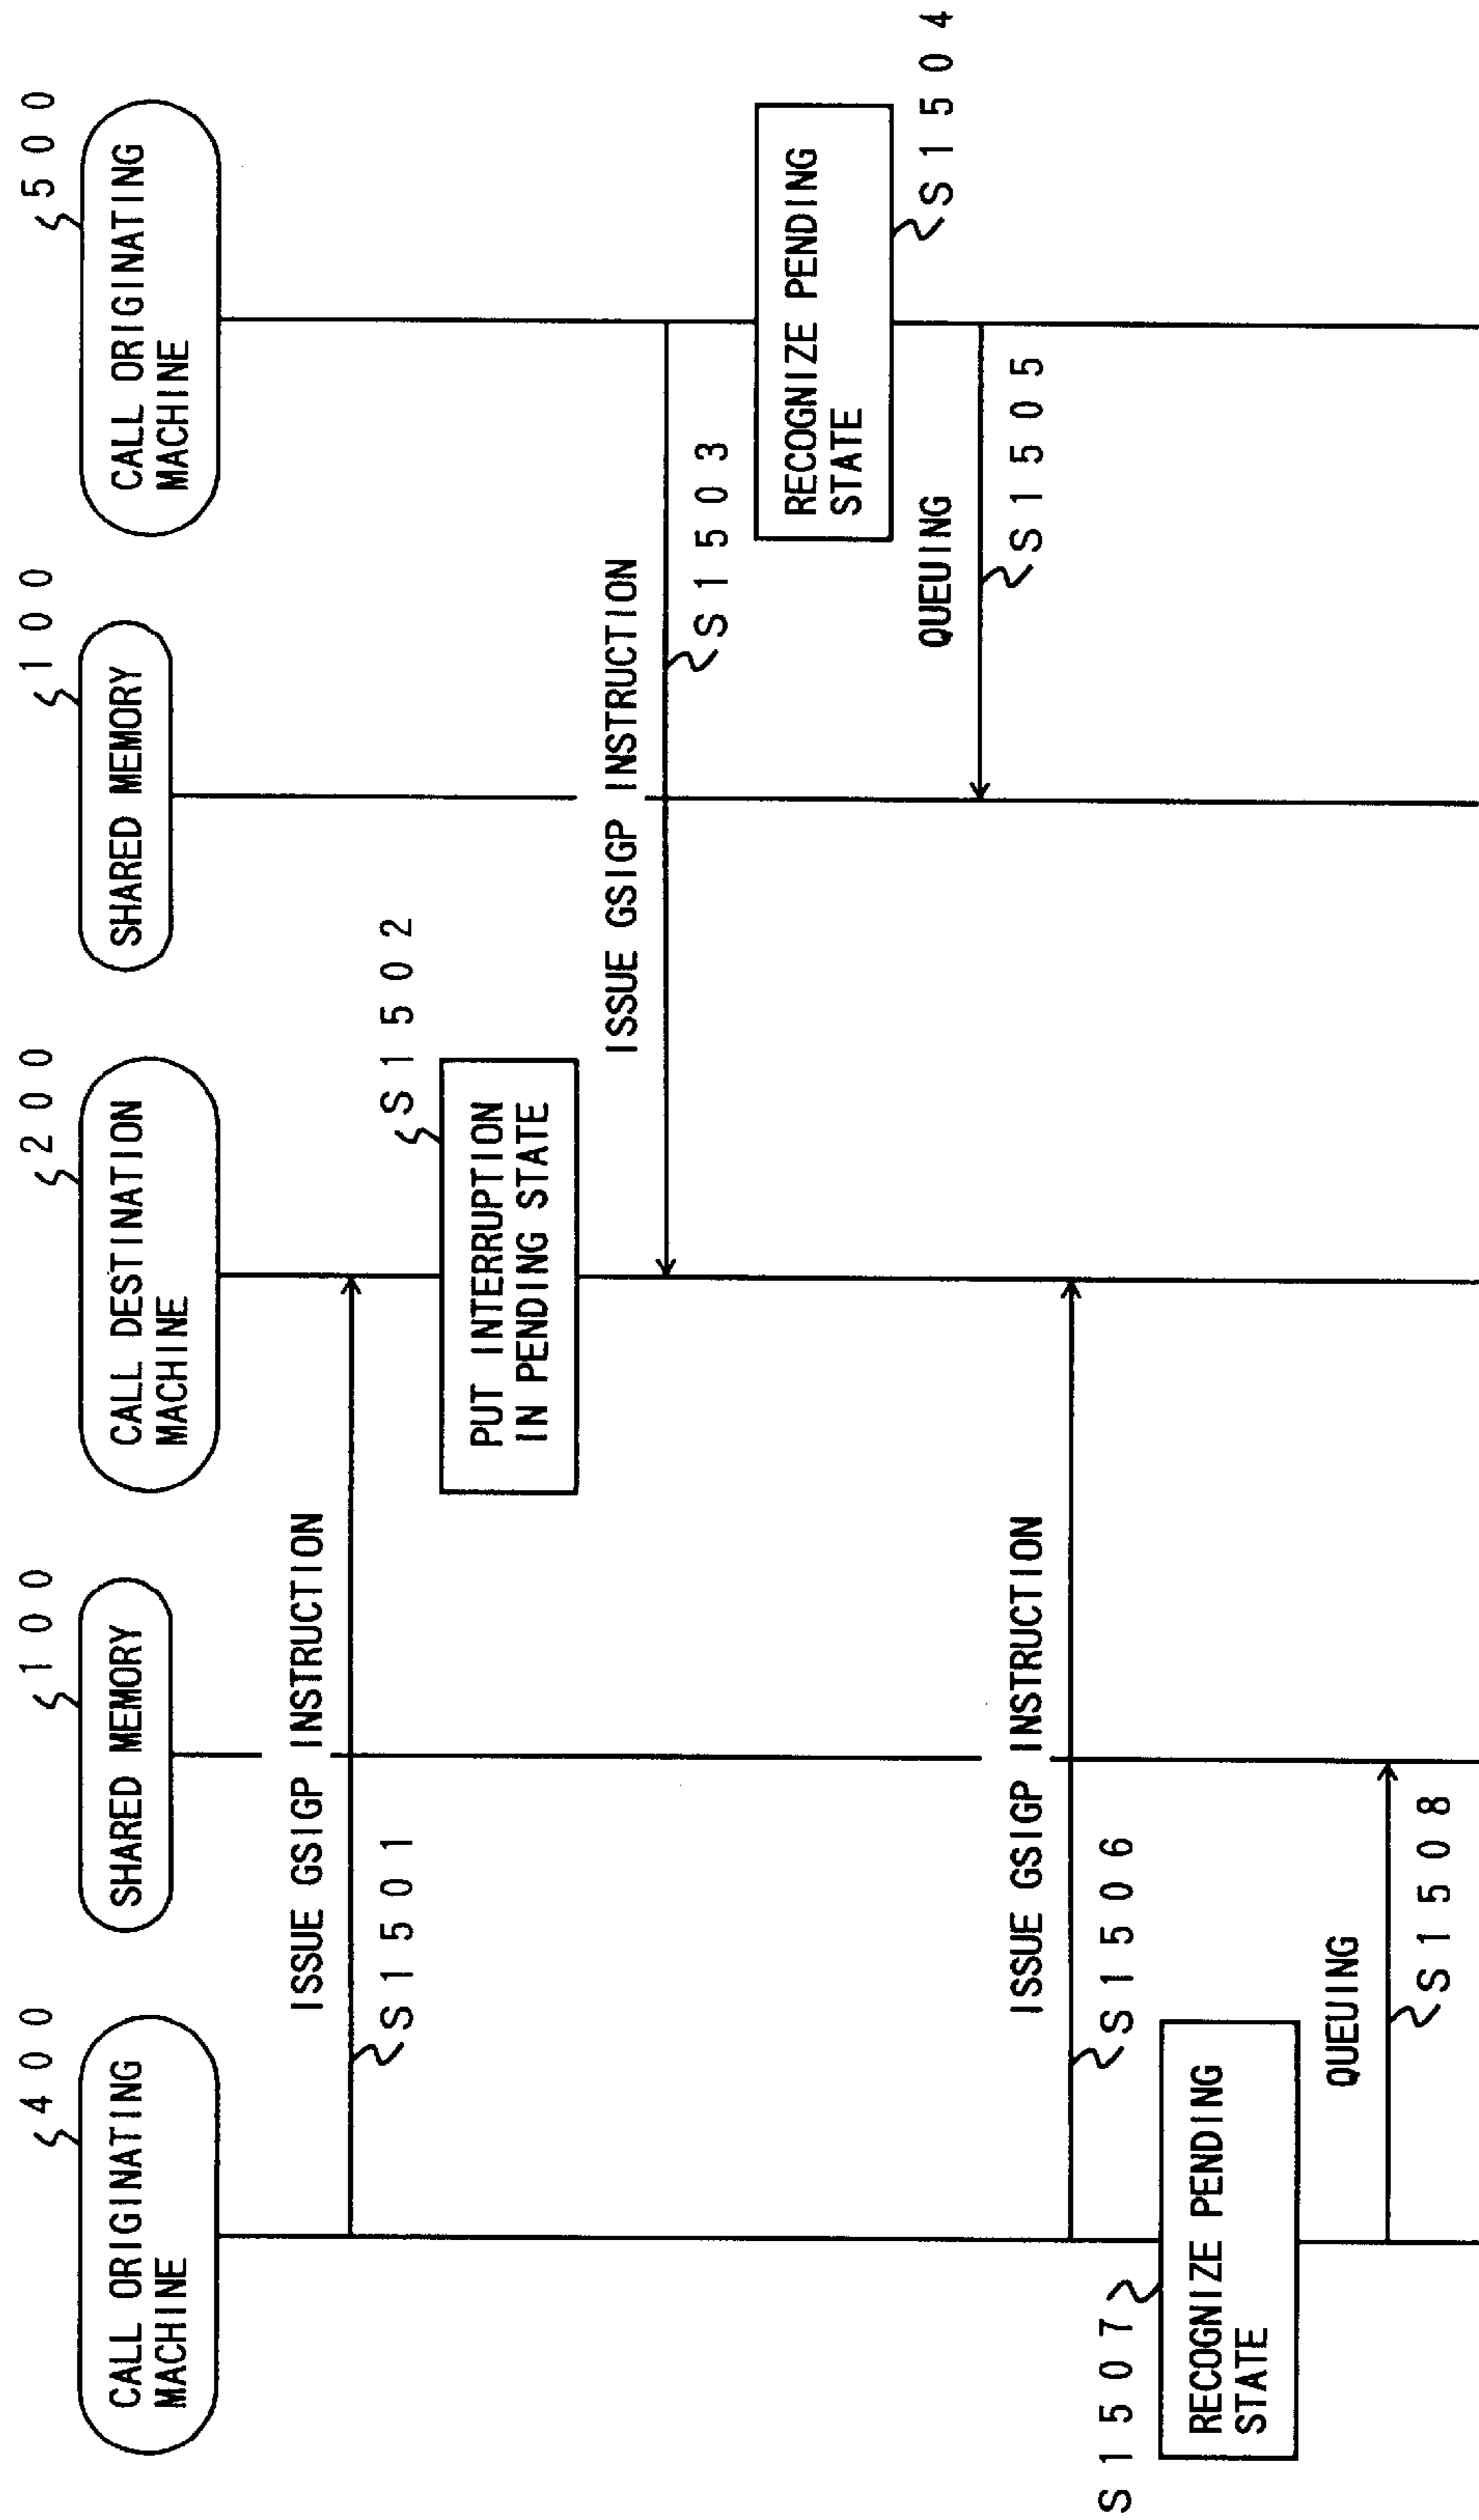 400
CALL ORIGINATING
MACHINE
100
SHARED MEMORY
200
CALL DESTINATION
MACHINE
100
SHARED MEMORY
500
CALL ORIGINATING
MACHINE
ISSUE GSIGP INSTRUCTION
S1501
S1502
PUT INTERRUPTION
IN PENDING STATE
ISSUE GSIGP INSTRUCTION
S1503
RECOGNIZE PENDING
STATE
S1504
QUEUING
S1505
ISSUE GSIGP INSTRUCTION
S1506
S1507
RECOGNIZE PENDING
STATE
QUEUING
S1508